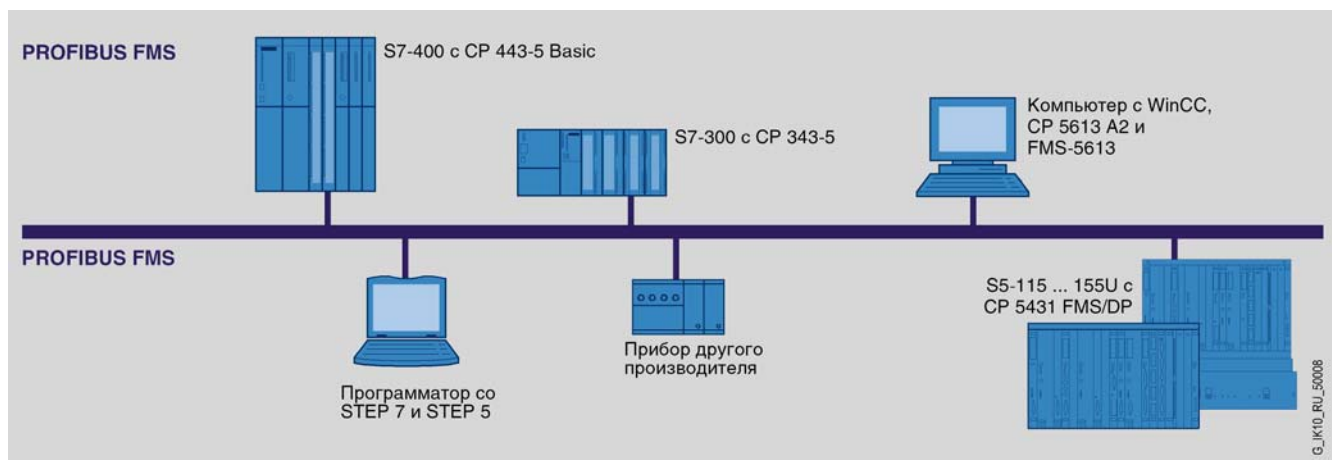 PROFIBUS FMS
S7-400 с CP 443-5 Basic
S7-300 с CP 343-5
Компьютер с WinCC,
CP 5613 A2 и
FMS-5613
PROFIBUS FMS
Программатор со
STEP 7 и STEP 5
Прибор другого
производителя
S5-115 ... 155U с
CP 5431 FMS/DP
G_IK10_RU_50008